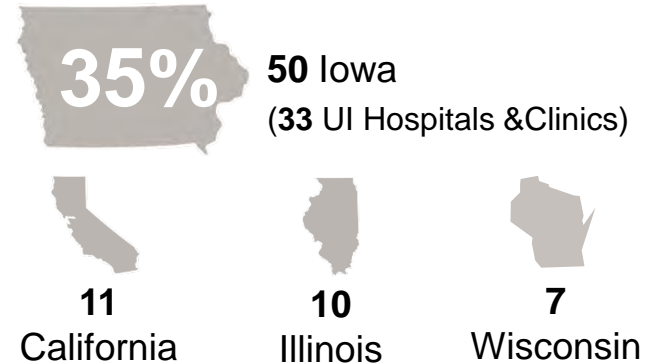 35%
50 Iowa
(33 UI Hospitals &Clinics)
11
California
10
Illinois
7
Wisconsin